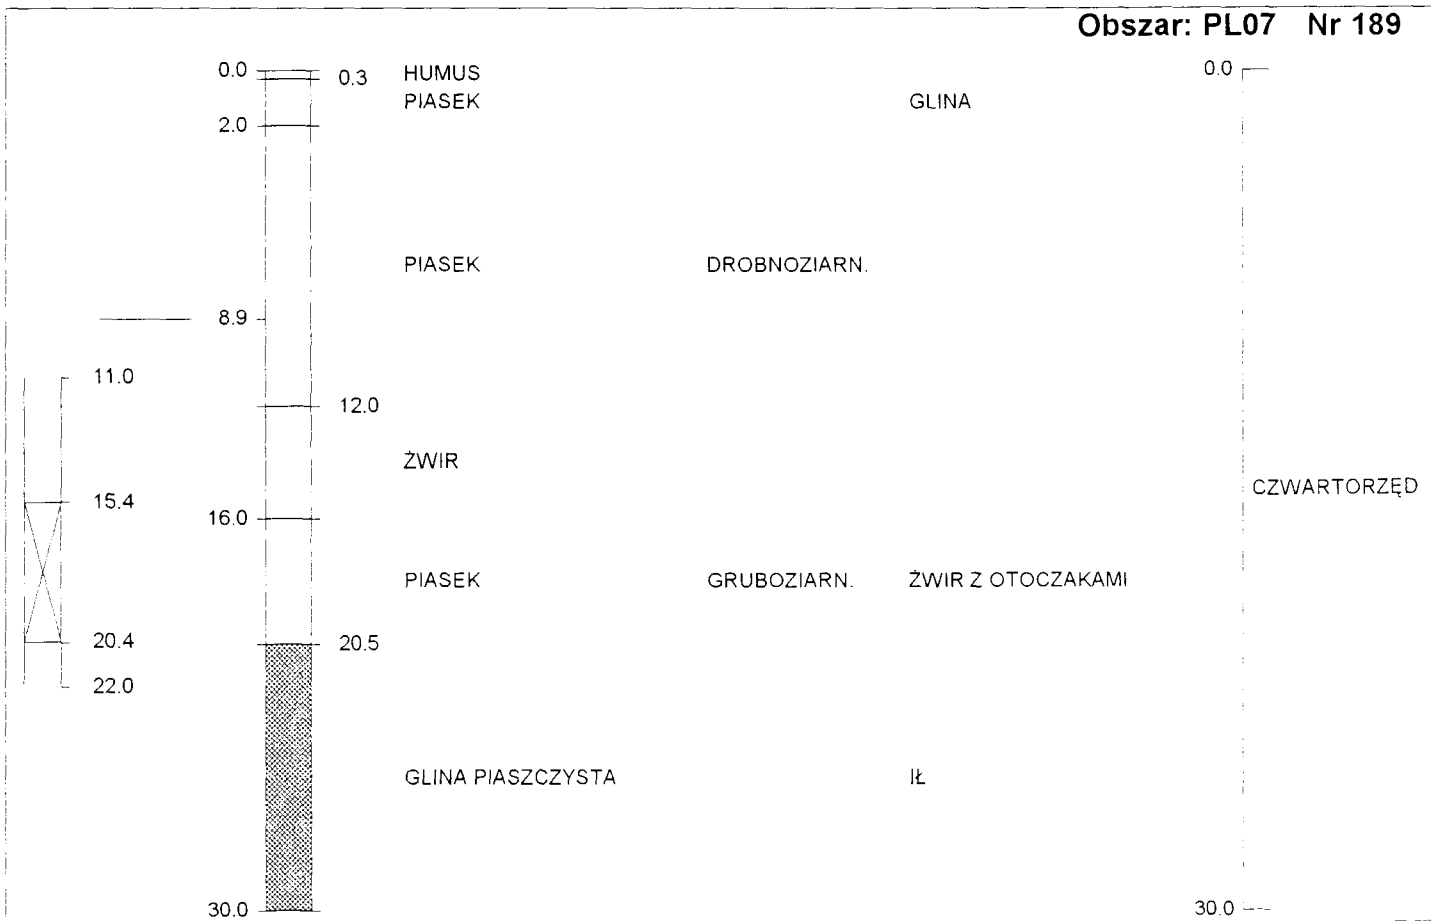 Obszar: PL07 Nr 189
0.0 0.3 HUMUS 0.0
PIASEK GLINA
2.0
PIASEK DROBNOZIARN.
8.9
11.0
12.0
ŻWIR
15.4 CZWARTORZĘD
16.0
PIASEK GRUBOZIARN. ŻWIR Z OTOCZAKAMI
20.4 20.5
22.0
GLINA PIASZCZYSTA IŁ
30.0 30.0